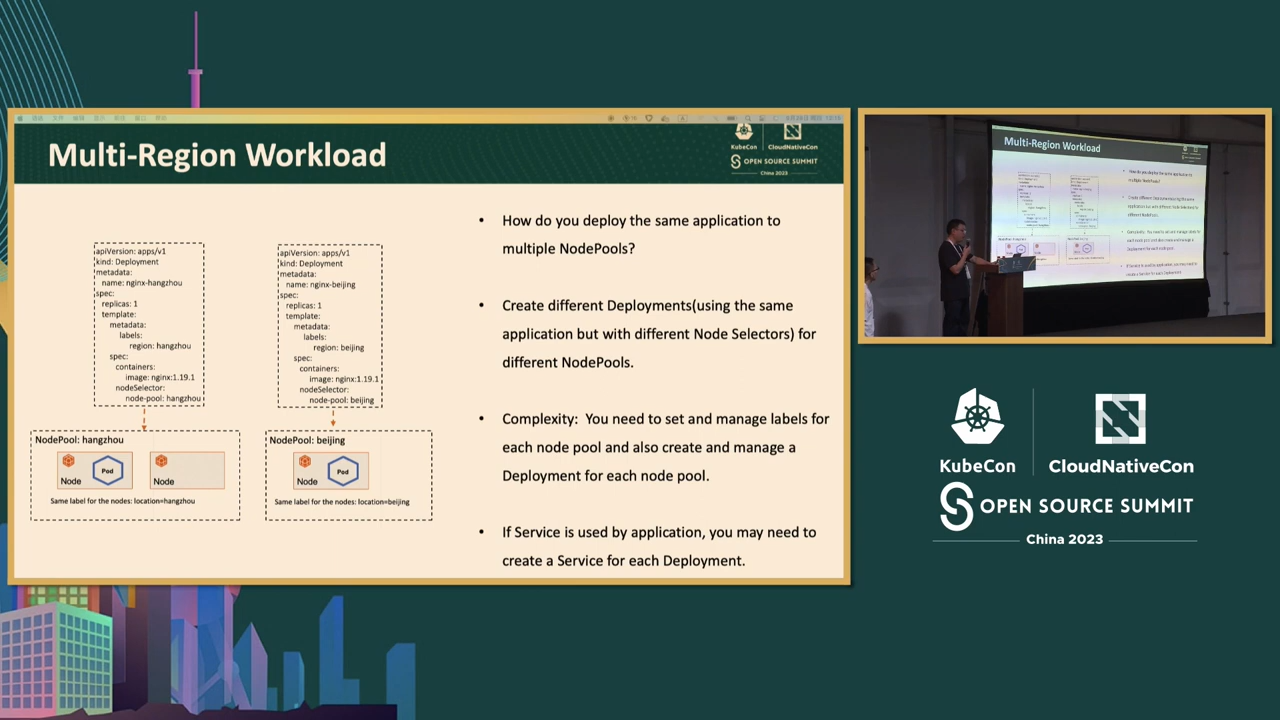 Multi-Region Workload
KubeCon
CloudNativeCon
OPEN SOURCE SUMMIT
China 2023
apiVersion: apps/v1
kind: Deployment
metadata:
name: nginx-hangzhou
spec:
replicas: 1
template:
metadata:
labels:
region: hangzhou
spec:
containers:
image: nginx:1.19.1
nodeSelector:
node-pool: hangzhou
apiVersion: apps/v1
kind: Deployment
metadata:
name: nginx-beijing
spec:
replicas: 1
template:
metadata:
labels:
region: beijing
spec:
containers:
image: nginx:1.19.1
nodeSelector:
node-pool: beijing
NodePool: hangzhou
Node
Pod
Node
Same label for the nodes: location=hangzhou
NodePool: beijing
Node
Pod
Same label for the nodes: location=beijing
• How do you deploy the same application to
multiple NodePools?
• Create different Deployments(using the same
application but with different Node Selectors) for
different NodePools.
• Complexity: You need to set and manage labels for
each node pool and also create and manage a
Deployment for each node pool.
• If Service is used by application, you may need to
create a Service for each Deployment.
Multi-Region Workload
KubeCon
CloudNativeCon
OPEN SOURCE SUMMIT
China 2023